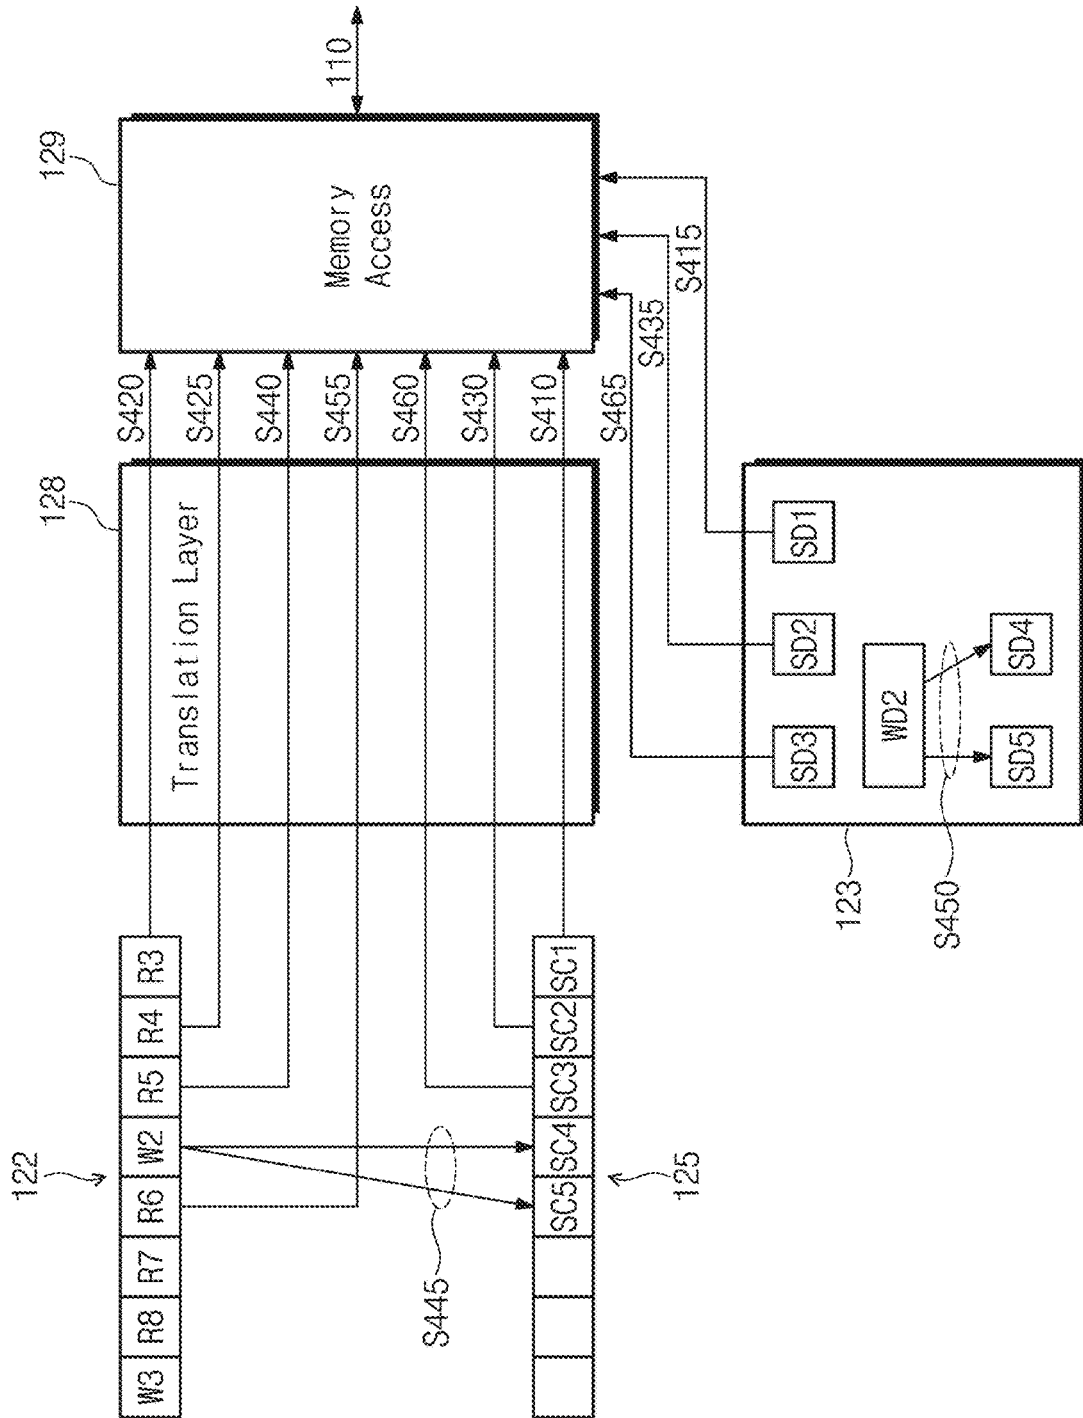 122
W3
R8
R7
R6
W2
R5
R4
R3
128
Translation Layer
129
Memory
Access
110
S420
S425
S440
S455
S460
S430
S410
S445
SC5
SC4
SC3
SC2
SC1
125
S465
S435
S415
123
SD3
SD2
SD1
WD2
SD5
SD4
S450